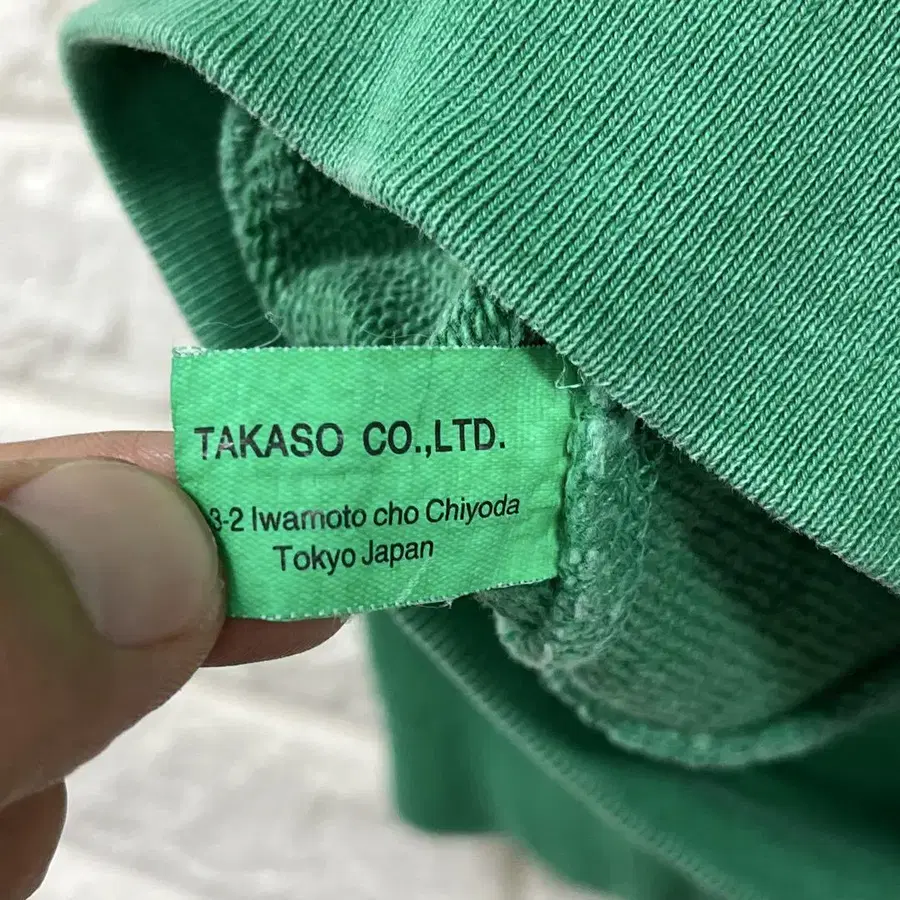 TAKASO CO.,LTD.
3-2 Iwamoto cho Chiyoda
Tokyo Japan